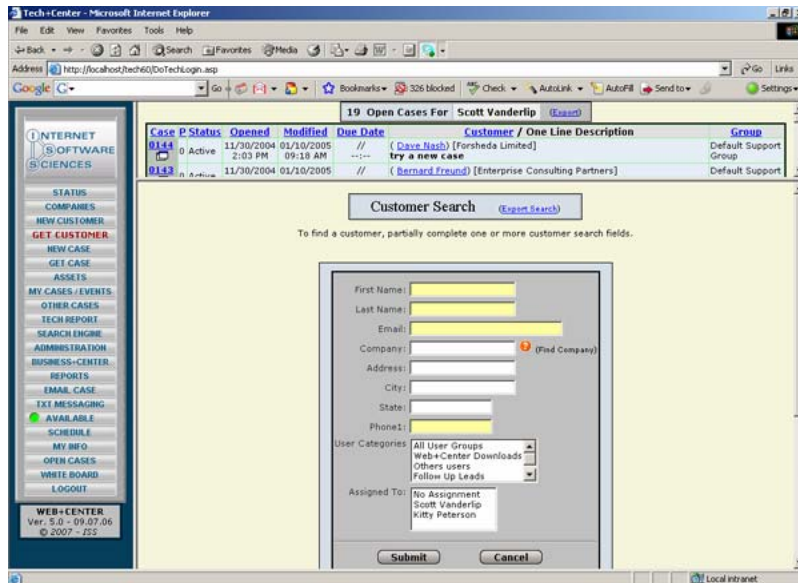 Tech+Center - Microsoft Internet Explorer
File Edit View Favorites Tools Help
Back Search Favorites Media
Address http://localhost/tech60/DoTechLogin.asp Go Links
Google G Go Bookmarks 326 blocked Check AutoLink AutoFill Send to Settings
INTERNET
SOFTWARE
SCIENCES
19 Open Cases For Scott Vanderlip (Export)
Case P Status Opened Modified Due Date Customer / One Line Description Group
0144 0 Active 11/30/2004 2:03 PM 01/10/2005 09:18 AM // --:-- ( Dave Nash) [Forsheda Limited] Default Support Group
try a new case
0143 0 Active 11/30/2004 01/10/2005 // ( Bernard Freund) [Enterprise Consulting Partners] Default Support
STATUS
COMPANIES
NEW CUSTOMER
GET CUSTOMER
NEW CASE
GET CASE
ASSETS
MY CASES / EVENTS
OTHER CASES
TECH REPORT
SEARCH ENGINE
ADMINISTRATION
BUSINESS+CENTER
REPORTS
EMAIL CASE
TXT MESSAGING
AVAILABLE
SCHEDULE
MY INFO
OPEN CASES
WHITE BOARD
LOGOUT
WEB+CENTER
Ver. 5.0 - 09.07.06
© 2007 - ISS
Customer Search (Export Search)
To find a customer, partially complete one or more customer search fields.
First Name:
Last Name:
Email:
Company: (Find Company)
Address:
City:
State:
Phone1:
User Categories All User Groups
Web+Center Downloads
Others users
Follow Up Leads
Assigned To: No Assignment
Scott Vanderlip
Kitty Peterson
Submit Cancel
Local intranet